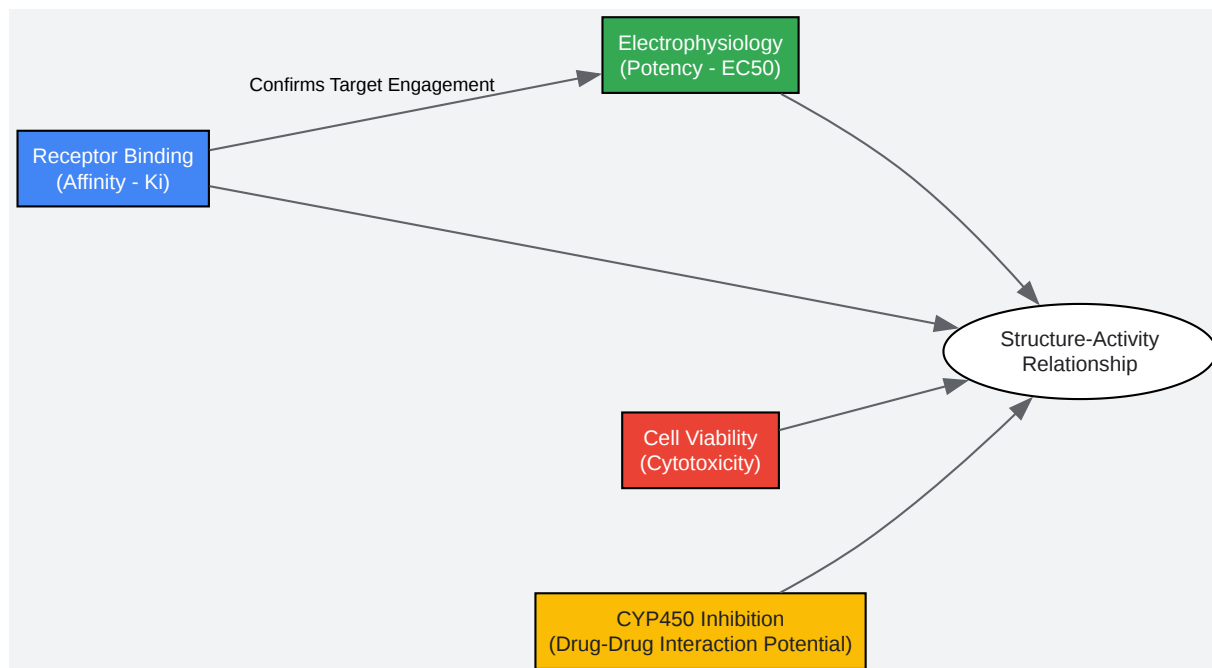 Electrophysiology
(Potency - EC50)
Confirms Target Engagement
Receptor Binding
(Affinity - Ki)
Structure-Activity
Relationship
Cell Viability
(Cytotoxicity)
CYP450 Inhibition
(Drug-Drug Interaction Potential)